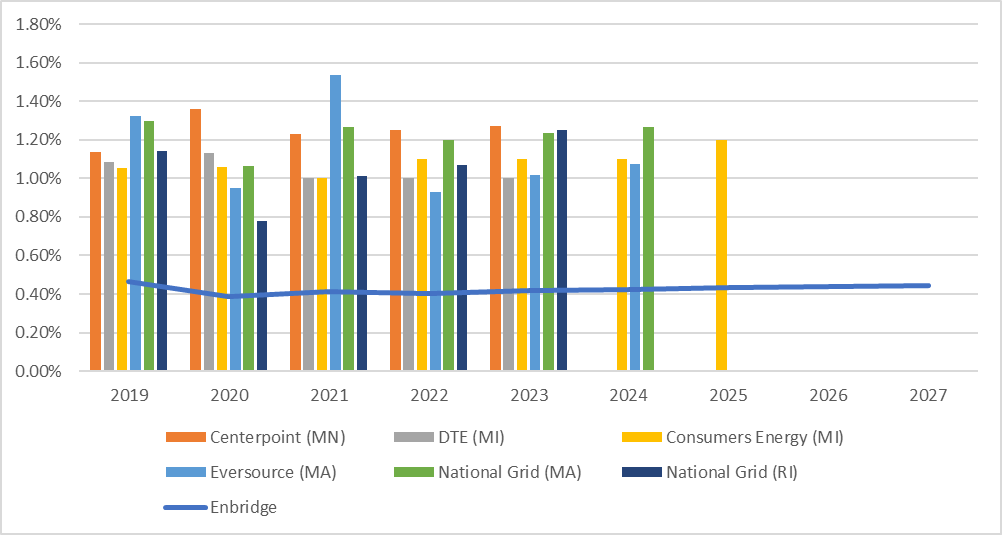 1.80%
1.60%
1.40%
1.20%
1.00%
0.80%
0.60%
0.40%
0.20%
0.00%
2019 2020 2021 2022 2023 2024 2025 2026 2027
Centerpoint (MN) DTE (MI) Consumers Energy (MI)
Eversource (MA) National Grid (MA) National Grid (RI)
Enbridge